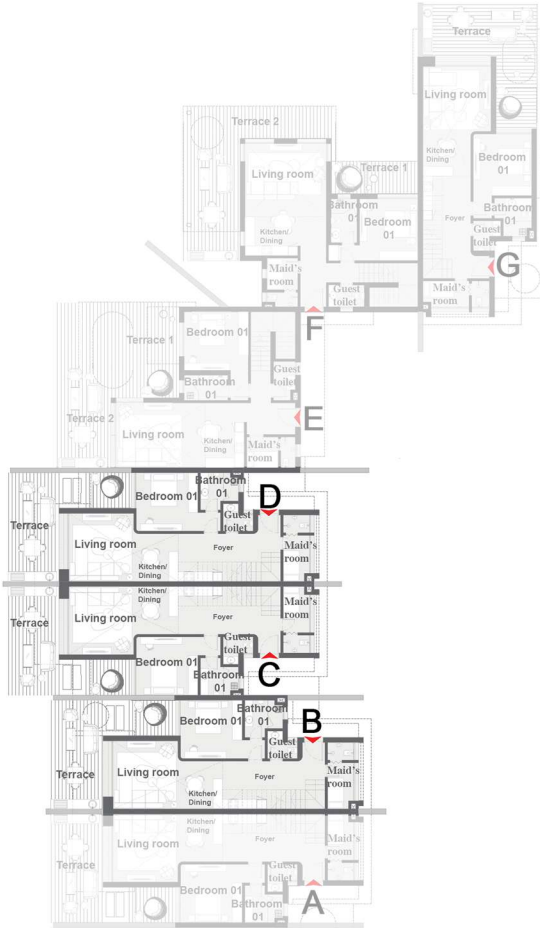 Terrace
Living room
Kitchen/
Dining
Bedroom
01
Bathroom
01
Foyer
Guest
toilet
G
Maid's
room
Terrace 2
Living room
Terrace 1
Bathroom
01
Bedroom
01
Kitchen/
Dining
Maid's
room
Guest
toilet
F
Terrace 1
Bedroom 01
Guest
toilet
Bathroom
01
Terrace 2
Living room
Kitchen/
Dining
Maid's
room
E
Bathroom
01
Bedroom 01
D
Guest
toilet
Terrace
Living room
Foyer
Maid's
room
Kitchen/
Dining
Kitchen/
Dining
Maid's
room
Terrace
Living room
Foyer
Guest
toilet
Bedroom 01
Bathroom
01
C
Bathroom
01
Bedroom 01
B
Guest
toilet
Terrace
Living room
Foyer
Maid's
room
Kitchen/
Dining
Kitchen/
Dining
Foyer
Maid's
room
Living room
Terrace
Guest
toilet
Bedroom 01
Bathroom
01
A